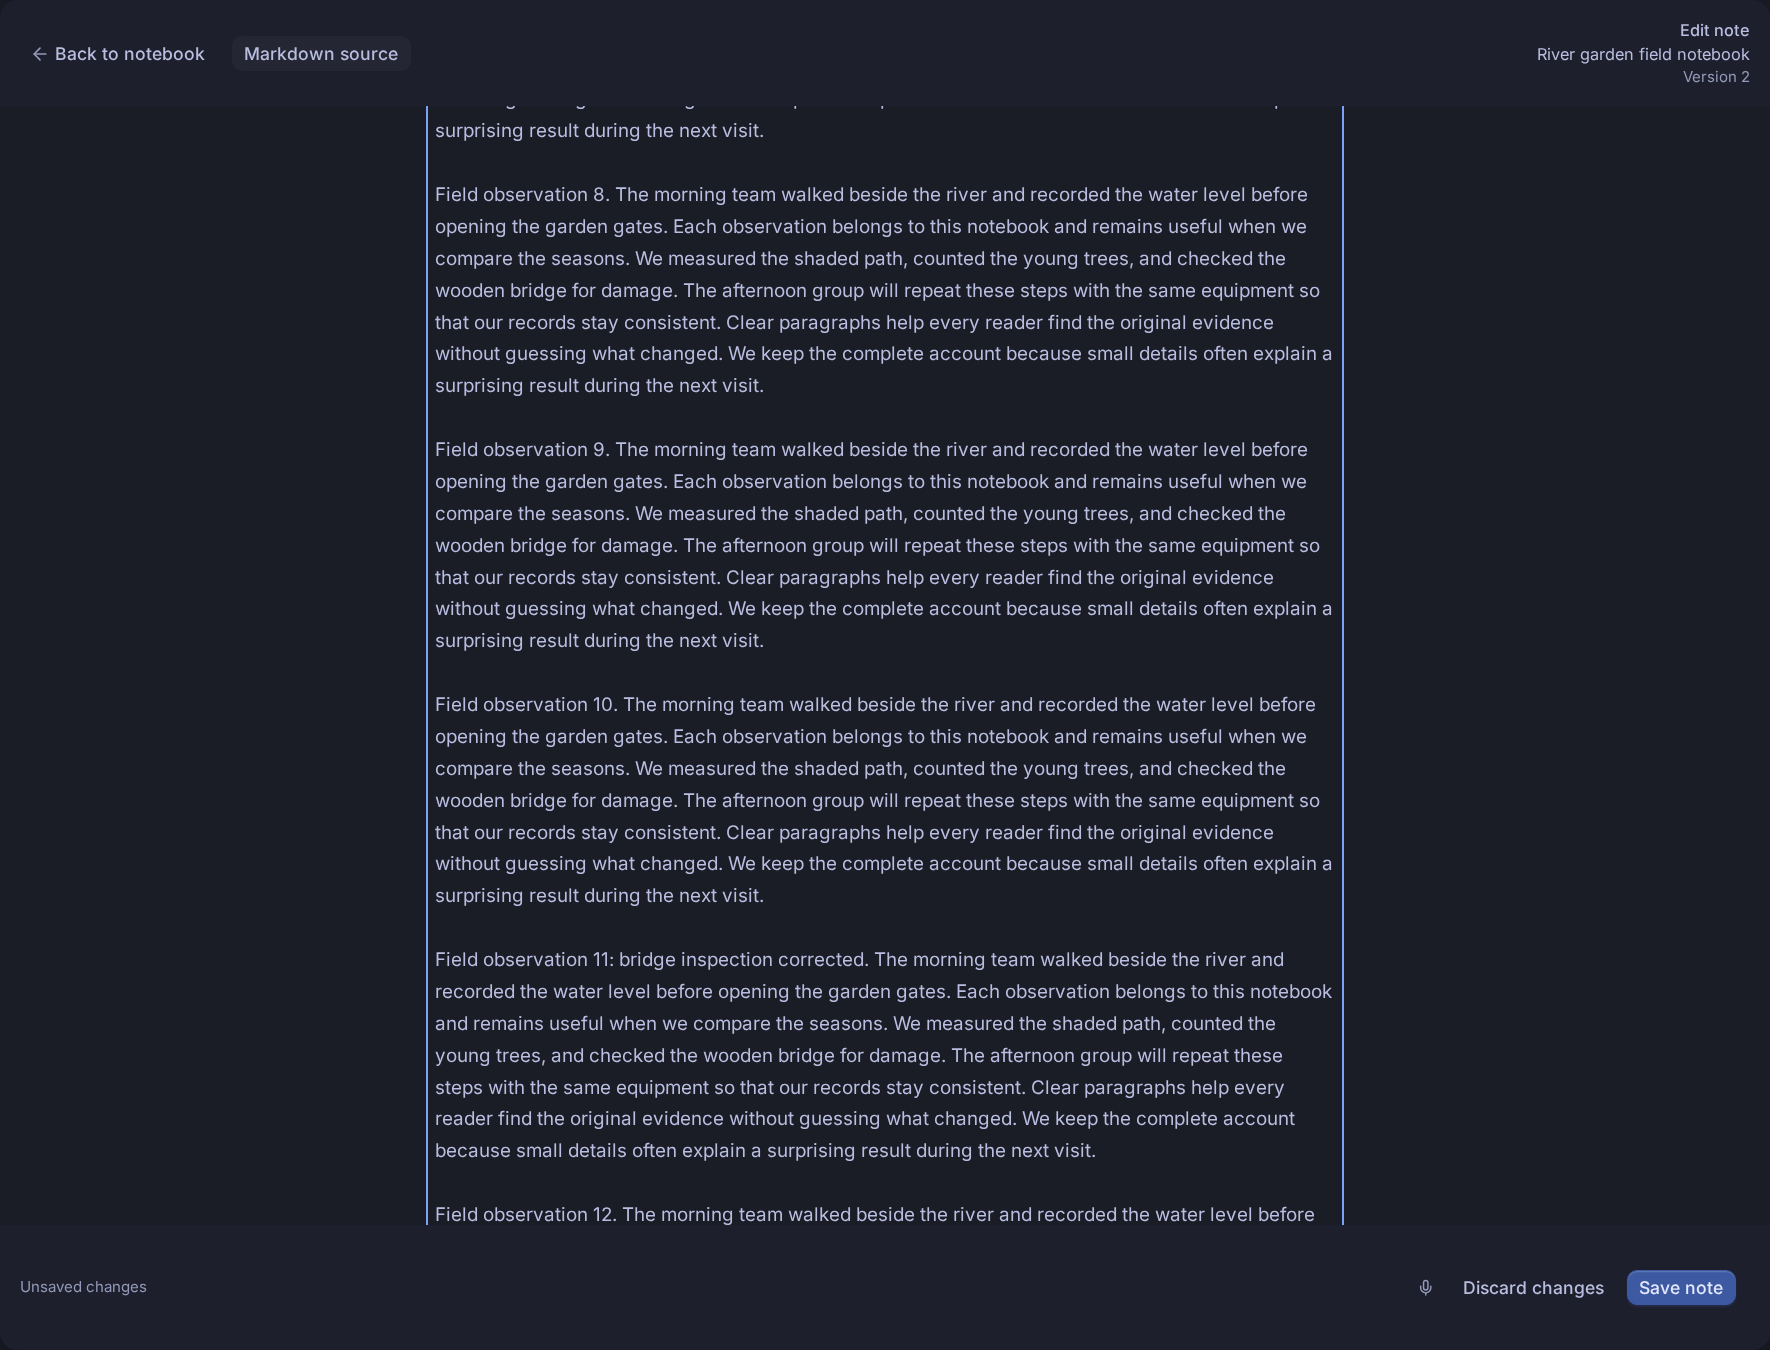 Back to notebook
Markdown source
Edit note
River garden field notebook
Version 2
surprising result during the next visit.
Field observation 8. The morning team walked beside the river and recorded the water level before
opening the garden gates. Each observation belongs to this notebook and remains useful when we
compare the seasons. We measured the shaded path, counted the young trees, and checked the
wooden bridge for damage. The afternoon group will repeat these steps with the same equipment so
that our records stay consistent. Clear paragraphs help every reader find the original evidence
without guessing what changed. We keep the complete account because small details often explain a
surprising result during the next visit.
Field observation 9. The morning team walked beside the river and recorded the water level before
opening the garden gates. Each observation belongs to this notebook and remains useful when we
compare the seasons. We measured the shaded path, counted the young trees, and checked the
wooden bridge for damage. The afternoon group will repeat these steps with the same equipment so
that our records stay consistent. Clear paragraphs help every reader find the original evidence
without guessing what changed. We keep the complete account because small details often explain a
surprising result during the next visit.
Field observation 10. The morning team walked beside the river and recorded the water level before
opening the garden gates. Each observation belongs to this notebook and remains useful when we
compare the seasons. We measured the shaded path, counted the young trees, and checked the
wooden bridge for damage. The afternoon group will repeat these steps with the same equipment so
that our records stay consistent. Clear paragraphs help every reader find the original evidence
without guessing what changed. We keep the complete account because small details often explain a
surprising result during the next visit.
Field observation 11: bridge inspection corrected. The morning team walked beside the river and
recorded the water level before opening the garden gates. Each observation belongs to this notebook
and remains useful when we compare the seasons. We measured the shaded path, counted the
young trees, and checked the wooden bridge for damage. The afternoon group will repeat these
steps with the same equipment so that our records stay consistent. Clear paragraphs help every
reader find the original evidence without guessing what changed. We keep the complete account
because small details often explain a surprising result during the next visit.
Field observation 12. The morning team walked beside the river and recorded the water level before
Unsaved changes
Discard changes
Save note